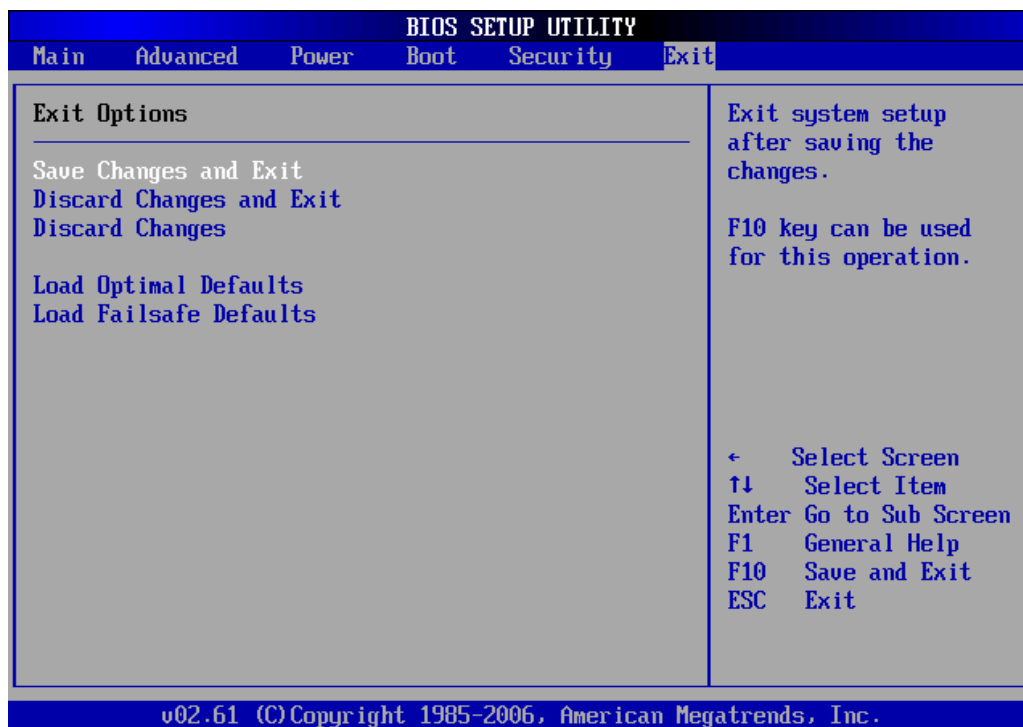 BIOS SETUP UTILITY
Main Advanced Power Boot Security Exit
Exit Options
Save Changes and Exit
Discard Changes and Exit
Discard Changes
Load Optimal Defaults
Load Failsafe Defaults
Exit system setup
after saving the
changes.
F10 key can be used
for this operation.
← Select Screen
↑↓ Select Item
Enter Go to Sub Screen
F1 General Help
F10 Save and Exit
ESC Exit
v02.61 (C)Copyright 1985-2006, American Megatrends, Inc.